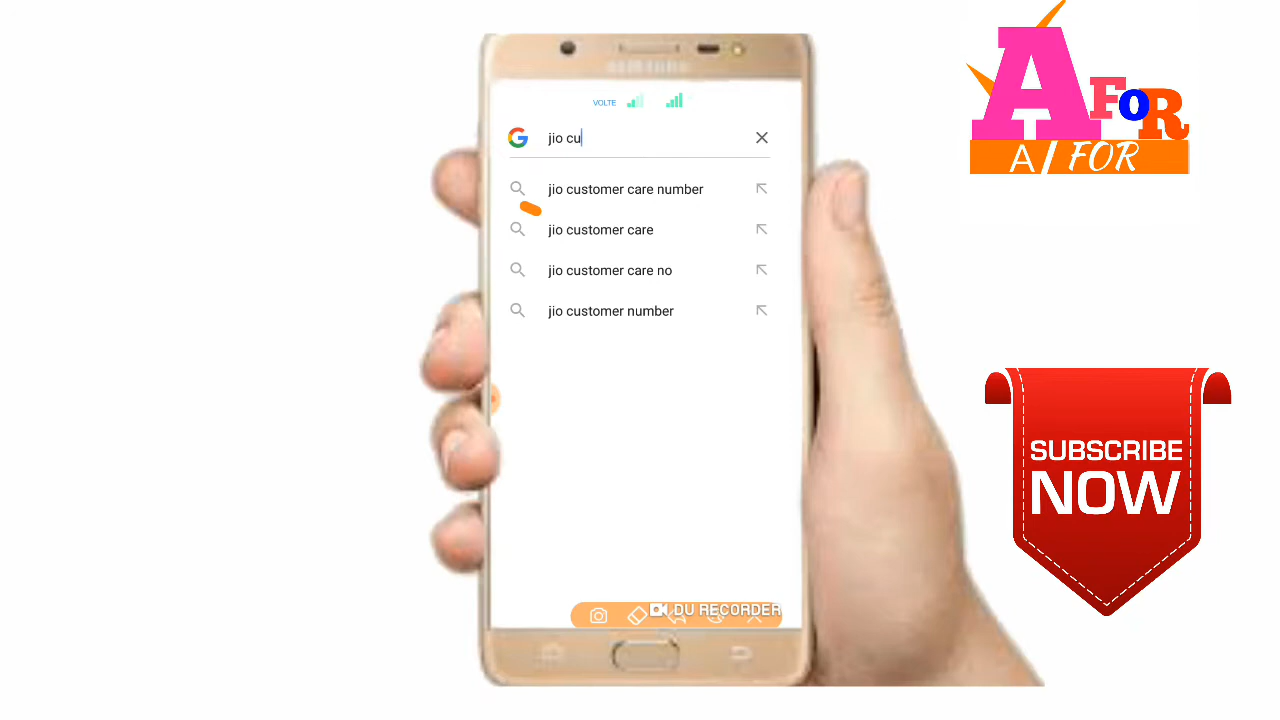 A FOR
A / FOR
SAMSUNG
VOLTE
jio cu
jio customer care number
jio customer care
jio customer care no
jio customer number
SUBSCRIBE
NOW
DU RECORDER